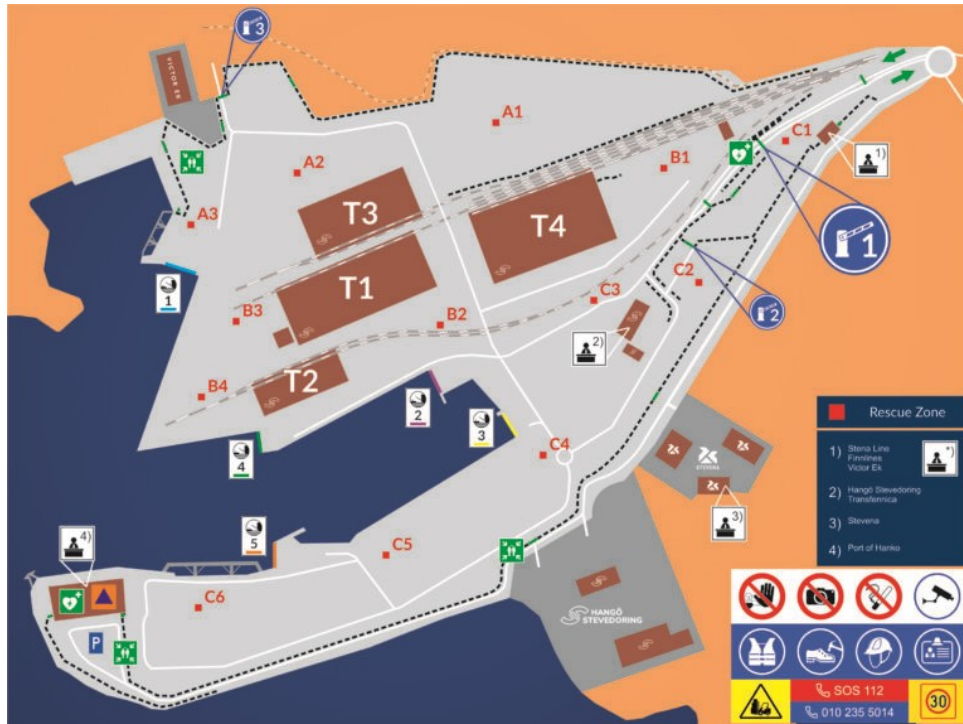 3
VICTOR EK
A1
C1
1)
A2
B1
T3
T4
A3
1
T1
C2
1
B3
B2
C3
2
2)
B4
T2
2
3
4
C4
STEVENA
3)
Rescue Zone
1) Stena Line
Finnlines
Victor Ek
*)
2) Hangö Stevedoring
Transfennica
3) Stevena
4) Port of Hanko
4)
5
C5
C6
P
HANGÖ
STEVEDORING
SOS 112
010 235 5014
30